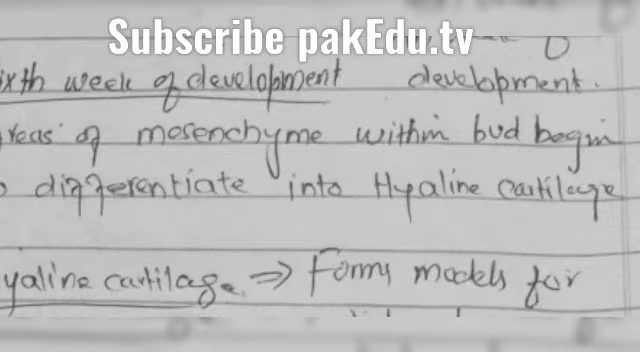 Subscribe pakEdu.tv
ixth week of development development.
reas of mesenchyme within bud begin
o differentiate into Hyaline cartilage
yaline cartilage. ⇒ Forms models for